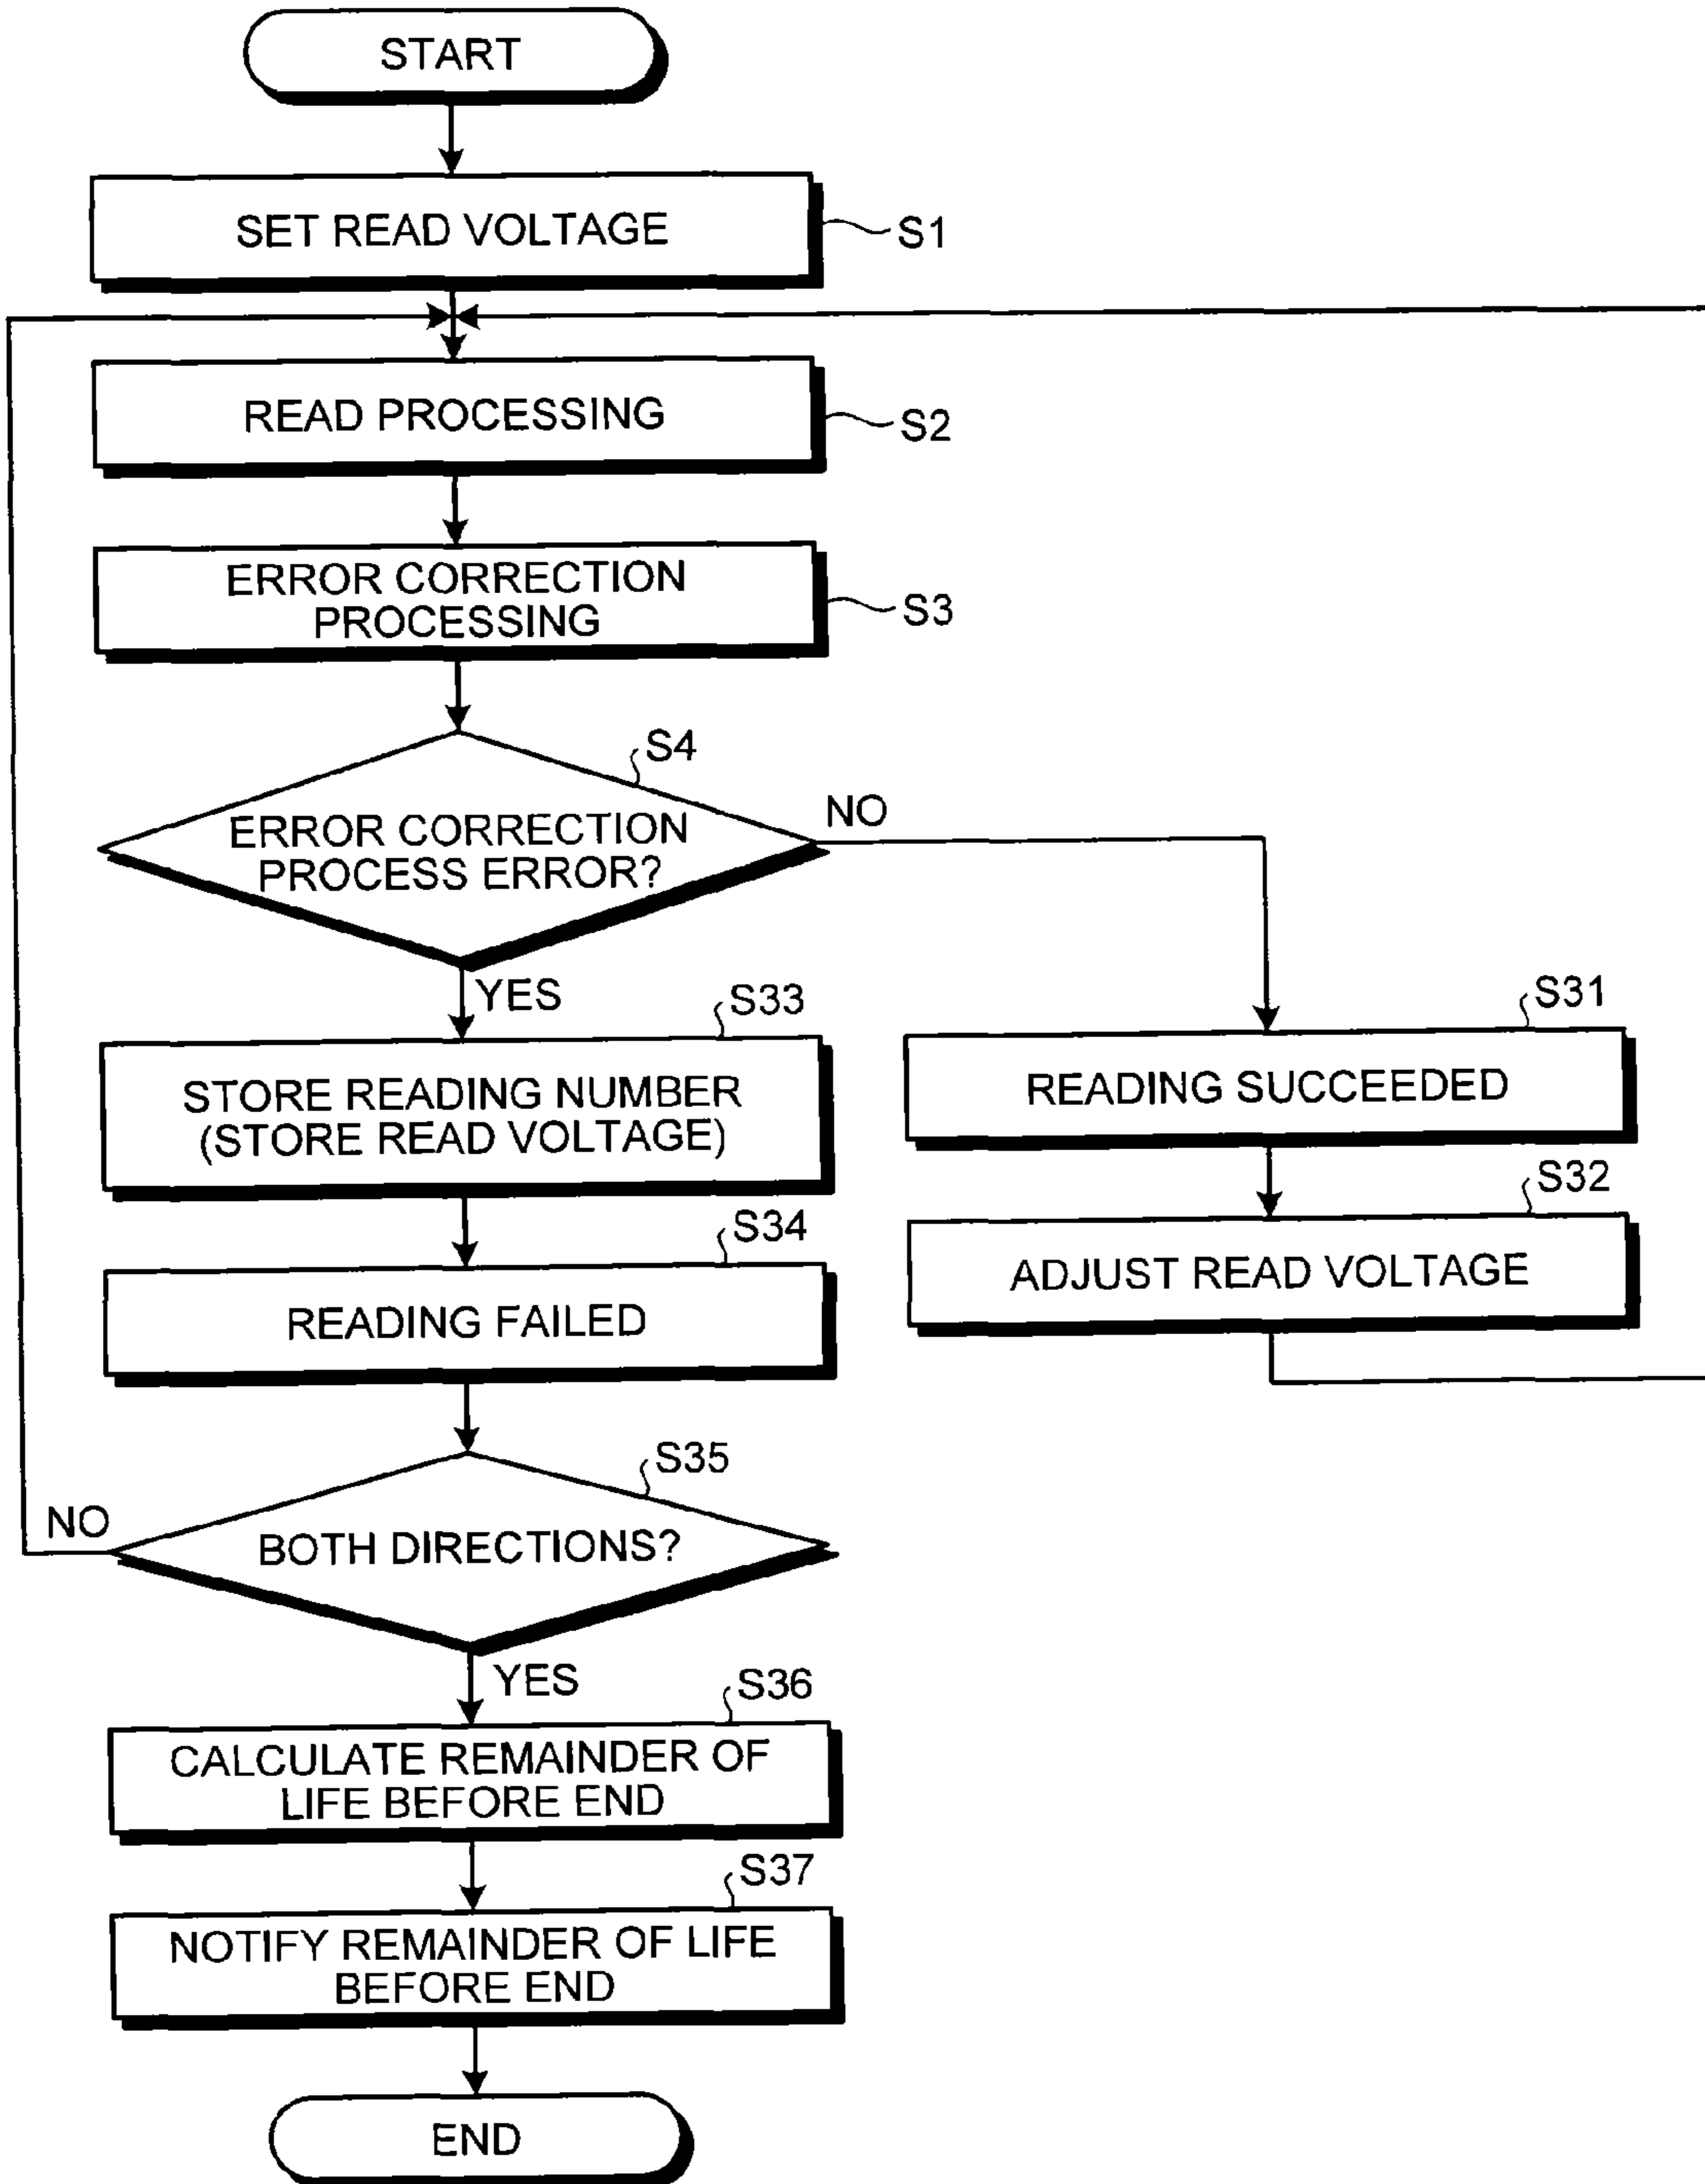 START
SET READ VOLTAGE
S1
READ PROCESSING
S2
ERROR CORRECTION
PROCESSING
S3
S4
ERROR CORRECTION
PROCESS ERROR?
NO
YES
S33
STORE READING NUMBER
(STORE READ VOLTAGE)
S31
READING SUCCEEDED
S32
ADJUST READ VOLTAGE
S34
READING FAILED
S35
BOTH DIRECTIONS?
NO
YES
S36
CALCULATE REMAINDER OF
LIFE BEFORE END
S37
NOTIFY REMAINDER OF LIFE
BEFORE END
END